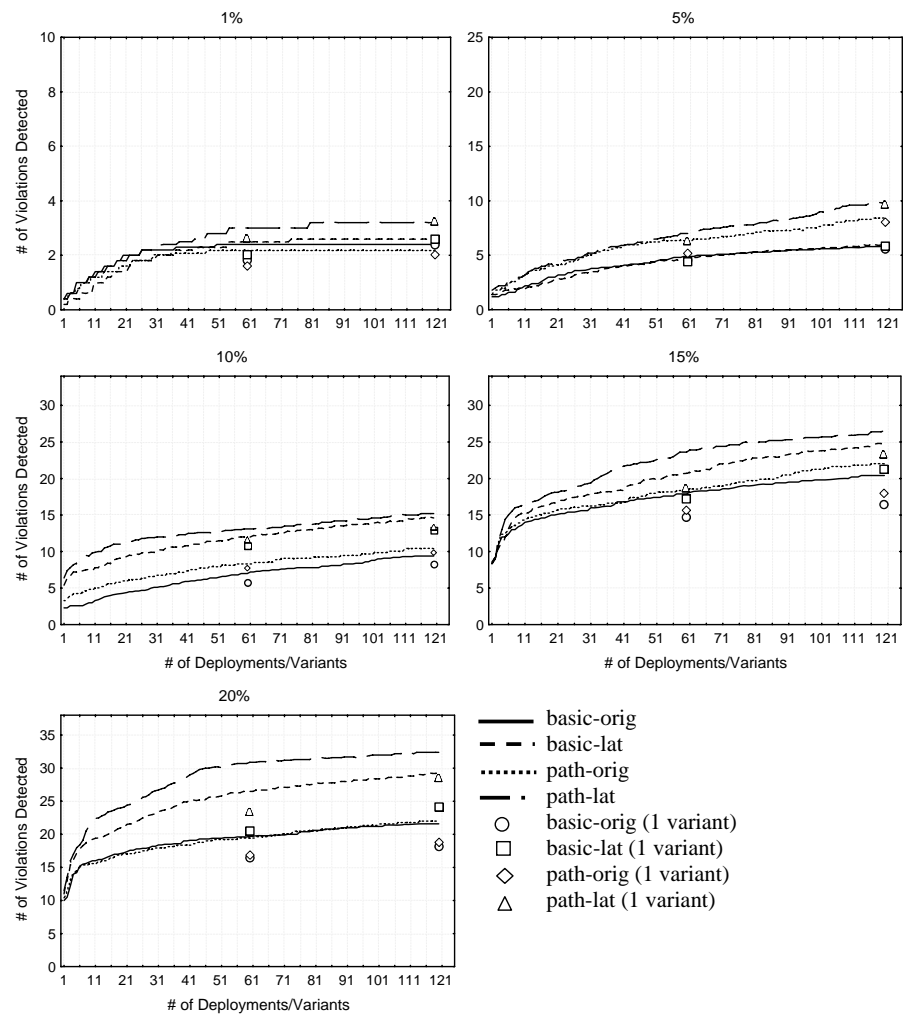 1%
5%
10
8
6
4
2
0
# of Violations Detected
1 11 21 31 41 51 61 71 81 91 101 111 121
25
20
15
10
5
0
# of Violations Detected
1 11 21 31 41 51 61 71 81 91 101 111 121
10%
15%
30
25
20
15
10
5
0
# of Violations Detected
1 11 21 31 41 51 61 71 81 91 101 111 121
# of Deployments/Variants
30
25
20
15
10
5
0
# of Violations Detected
1 11 21 31 41 51 61 71 81 91 101 111 121
# of Deployments/Variants
20%
35
30
25
20
15
10
5
0
# of Violations Detected
1 11 21 31 41 51 61 71 81 91 101 111 121
# of Deployments/Variants
basic-orig
basic-lat
path-orig
path-lat
basic-orig (1 variant)
basic-lat (1 variant)
path-orig (1 variant)
path-lat (1 variant)